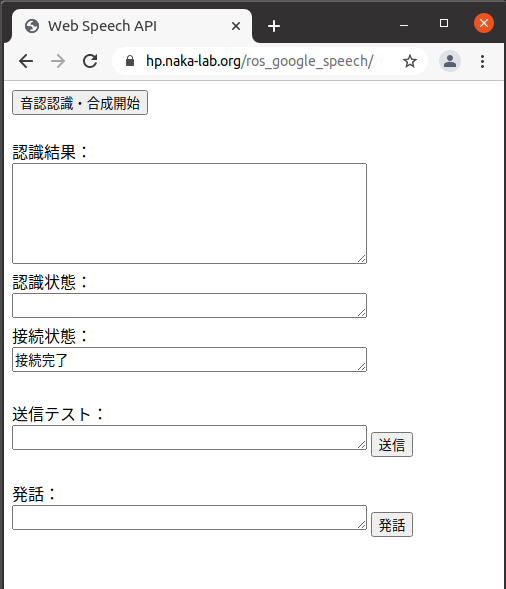 Web Speech API
hp.naka-lab.org/ros_google_speech/
音認認識・合成開始
認識結果：
認識状態：
接続状態：
接続完了
送信テスト：
送信
発話：
発話